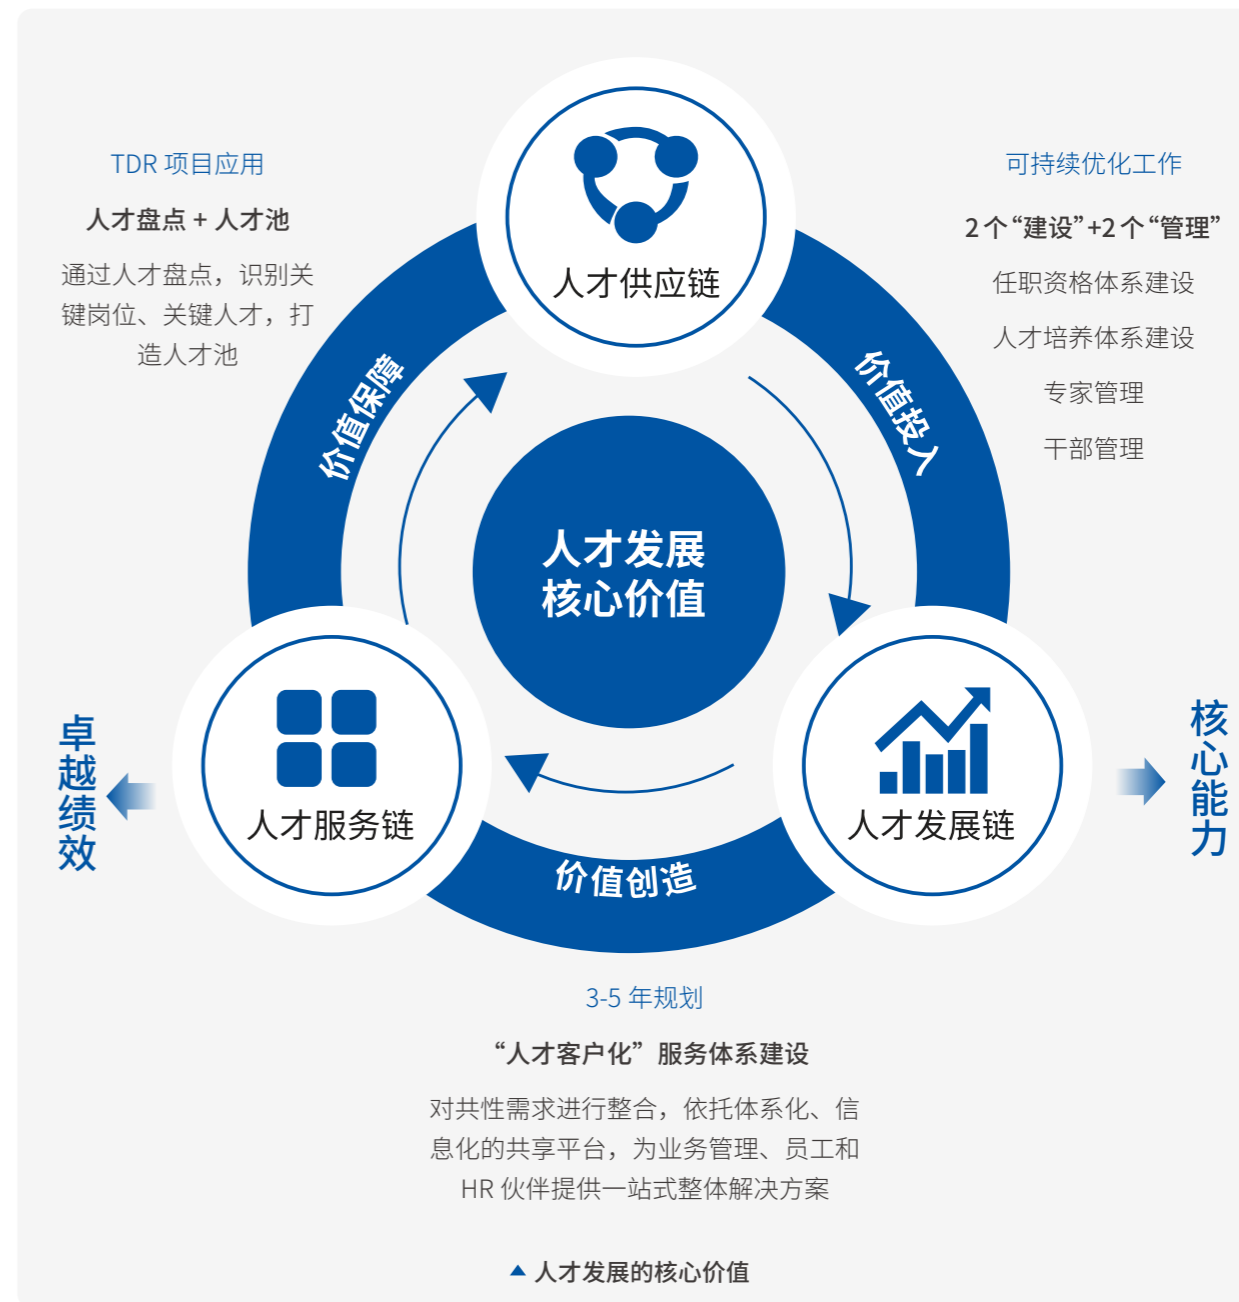 TDR 项目应用
人才盘点 + 人才池
通过人才盘点，识别关
键岗位、关键人才，打
造人才池
人才供应链
可持续优化工作
2个“建设”+2个“管理”
任职资格体系建设
人才培养体系建设
专家管理
干部管理
价值保障
价值投入
人才发展
核心价值
卓越绩效
人才服务链
人才发展链
核心能力
价值创造
3-5 年规划
“人才客户化”服务体系建设
对共性需求进行整合，依托体系化、信
息化的共享平台，为业务管理、员工和
HR 伙伴提供一站式整体解决方案
人才发展的核心价值